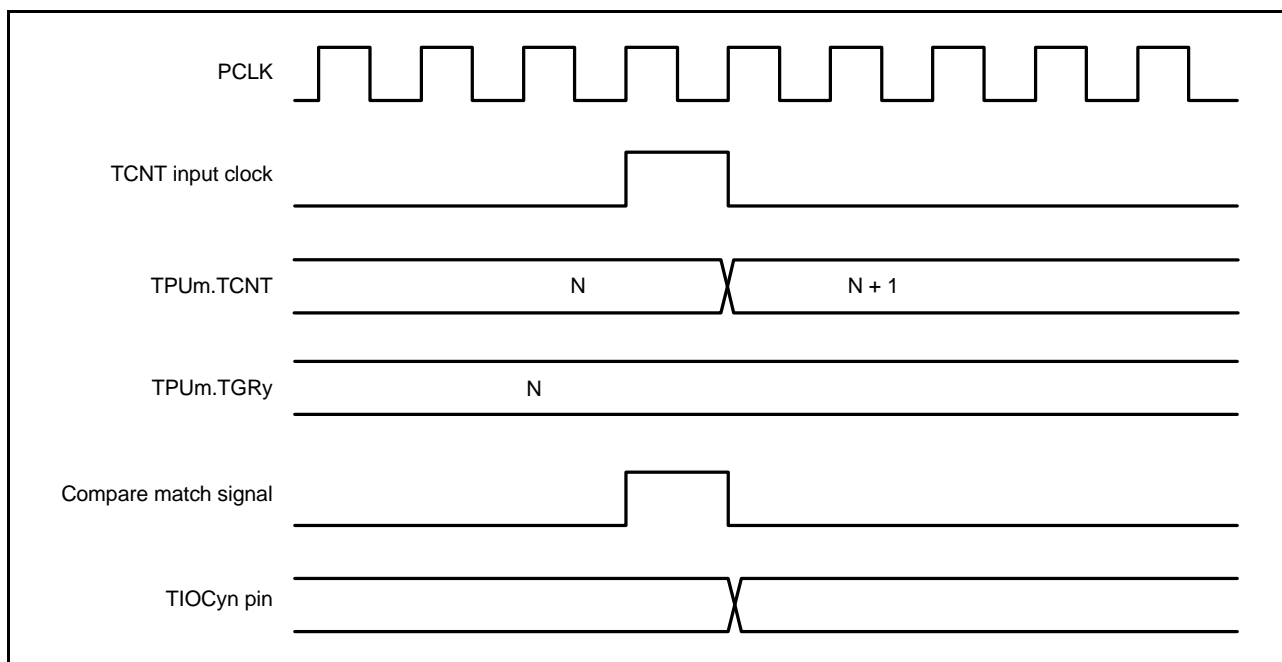 PCLK
TCNT input clock
TPUm.TCNT N N + 1
TPUm.TGRy N
Compare match signal
TIOCyn pin